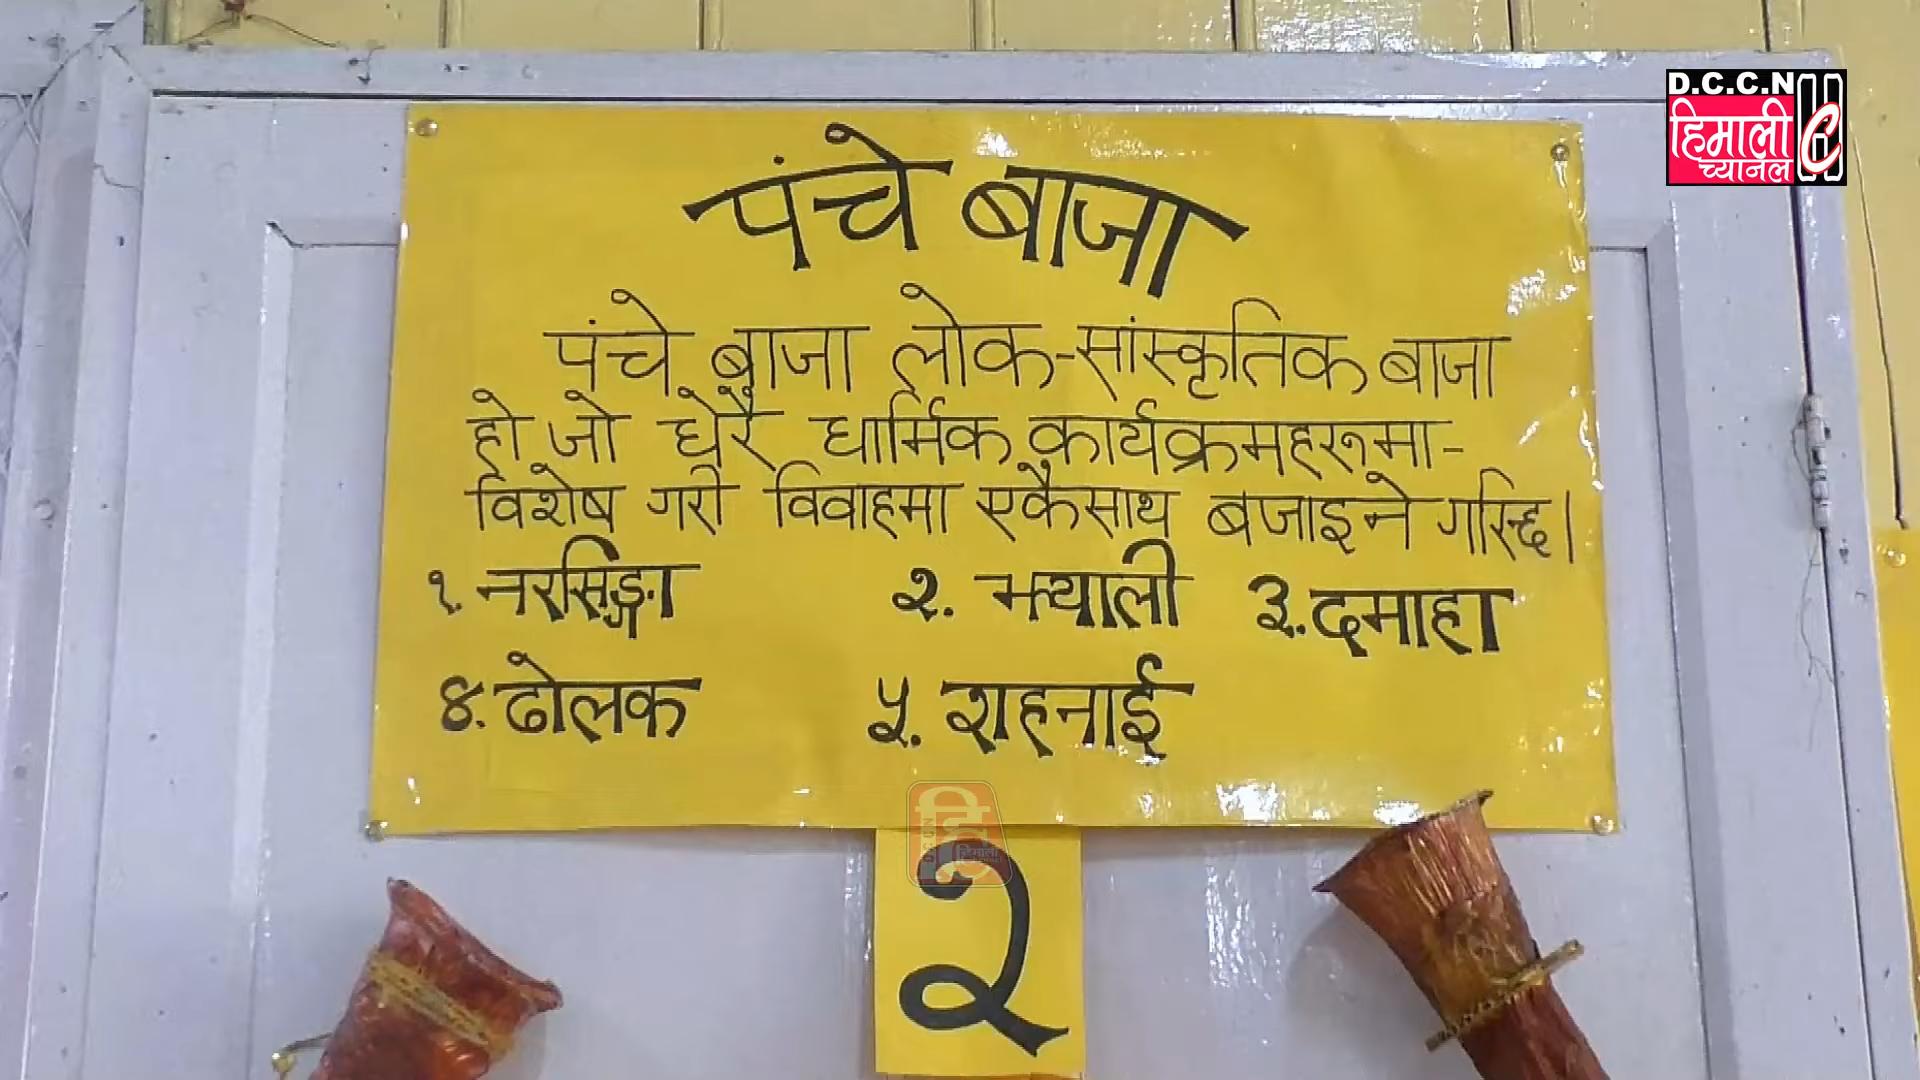 D.C.C.N
हिमाली
च्यानल
पंचे बाजा
पंचे बाजा लोक-सांस्कृतिक बाजा
हो जो धेरै धार्मिक कार्यक्रमहरूमा-
विशेष गरी विवाहमा एकैसाथ बजाइने गरिन्छ।
१. नरसिङ्गा २. झ्याली ३. दमाहा
४. ढोलक ५. शहनाई
२